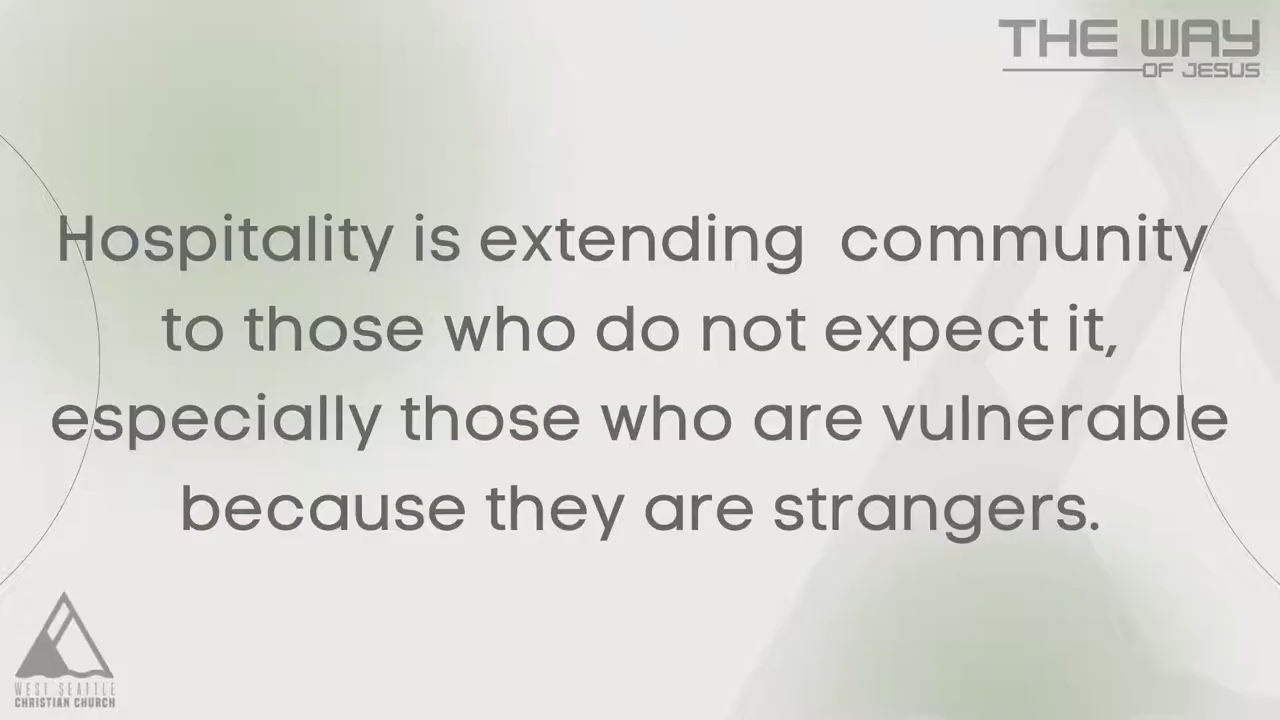 THE WAY
OF JESUS
Hospitality is extending  community
to those who do not expect it,
especially those who are vulnerable
because they are strangers.
WEST SEATTLE
CHRISTIAN CHURCH